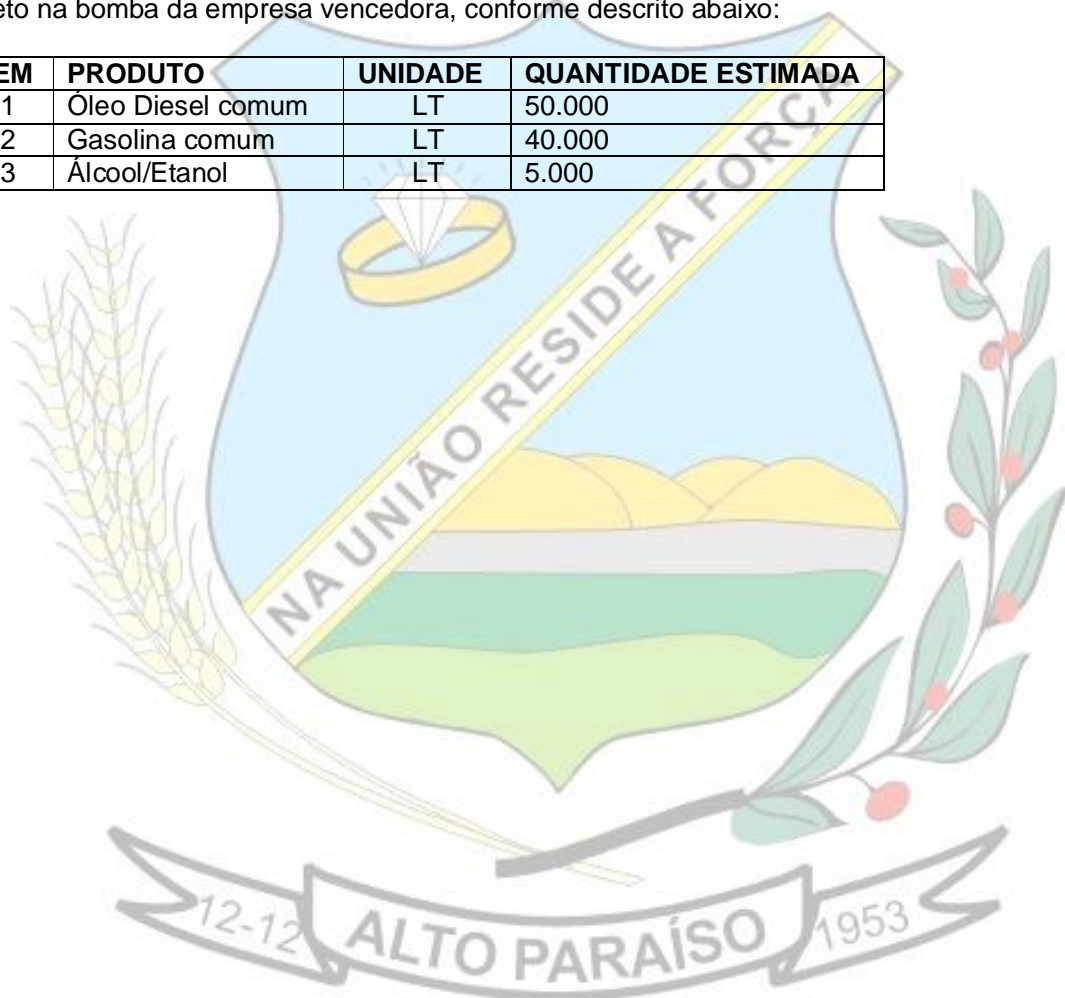 na bomba da empresa vencedora, conforme descrito abaixo:
PRODUTO UNIDADE QUANTIDADE ESTIMADA
1 Óleo Diesel comum LT 50.000
2 Gasolina comum LT 40.000
3 Álcool/Etanol LT 5.000
NA UNIÃO RESIDE A FORÇA
12-12 ALTO PARAÍSO 1953